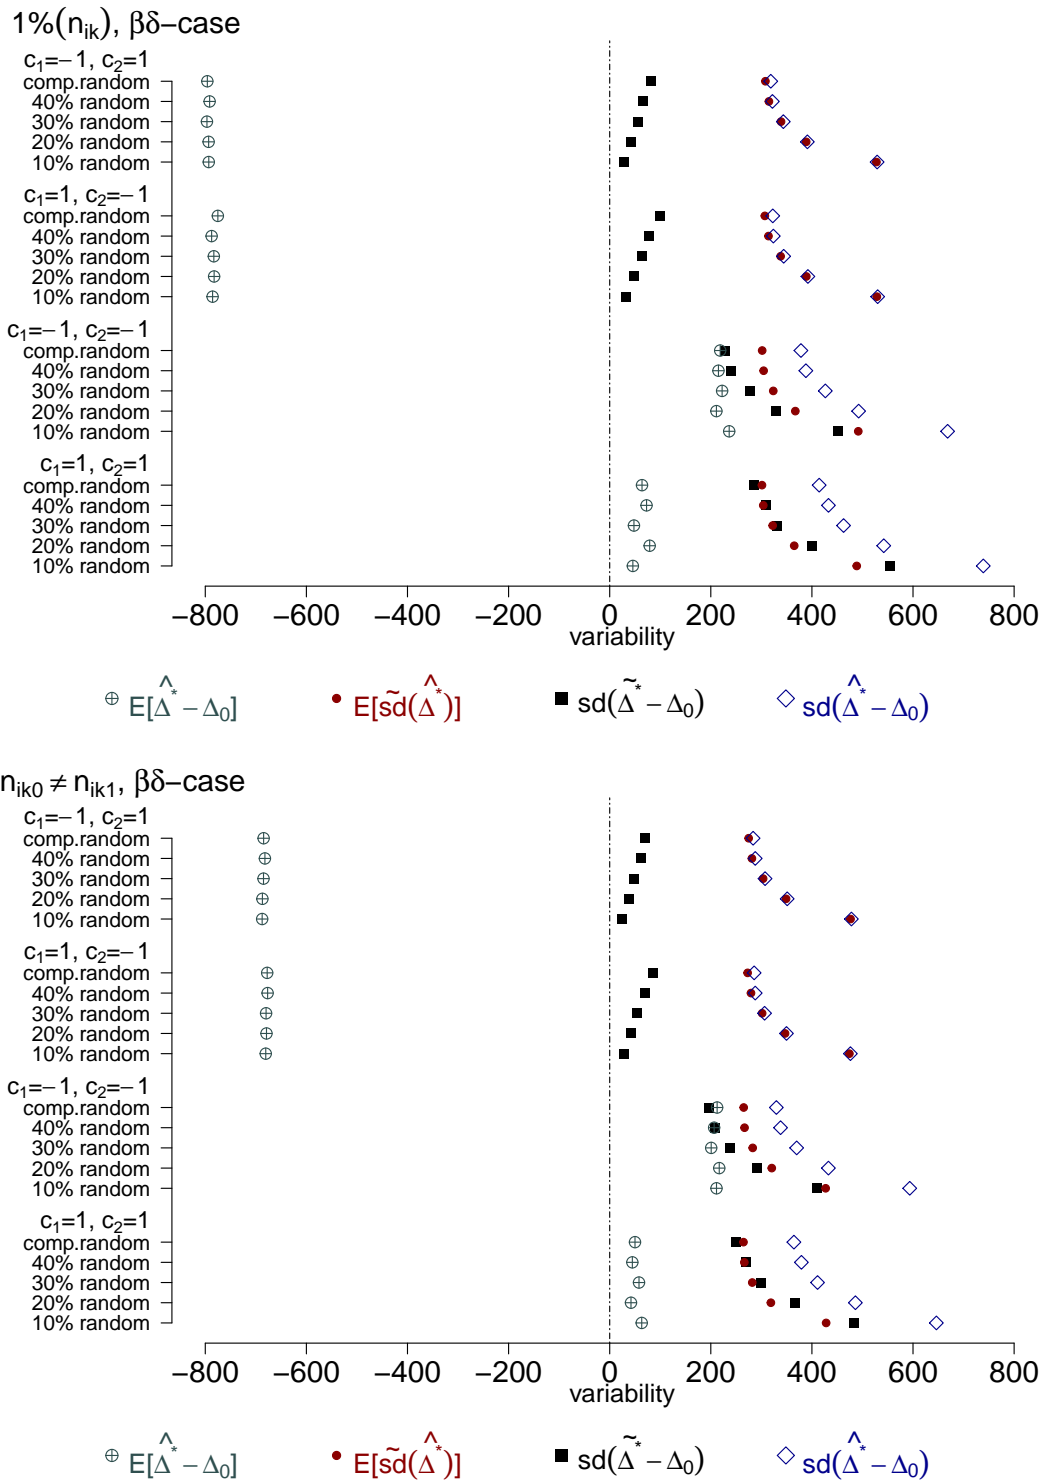 1%(n_ik), βδ−case
c₁=−1, c₂=1
comp.random
40% random
30% random
20% random
10% random
c₁=1, c₂=−1
comp.random
40% random
30% random
20% random
10% random
c₁=−1, c₂=−1
comp.random
40% random
30% random
20% random
10% random
c₁=1, c₂=1
comp.random
40% random
30% random
20% random
10% random
−800 −600 −400 −200 0 200 400 600 800
variability
E[Δ̂* − Δ₀] E[s̃d(Δ̂*)] sd(Δ̃* − Δ₀) sd(Δ̂* − Δ₀)
n_ik0 ≠ n_ik1, βδ−case
c₁=−1, c₂=1
comp.random
40% random
30% random
20% random
10% random
c₁=1, c₂=−1
comp.random
40% random
30% random
20% random
10% random
c₁=−1, c₂=−1
comp.random
40% random
30% random
20% random
10% random
c₁=1, c₂=1
comp.random
40% random
30% random
20% random
10% random
−800 −600 −400 −200 0 200 400 600 800
variability
E[Δ̂* − Δ₀] E[s̃d(Δ̂*)] sd(Δ̃* − Δ₀) sd(Δ̂* − Δ₀)